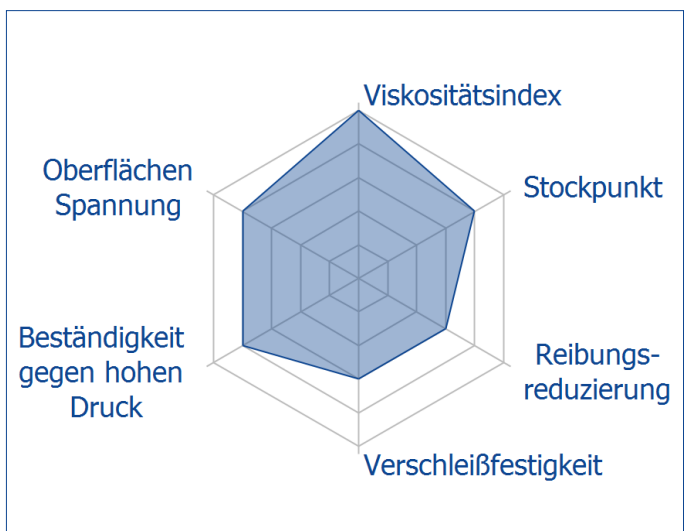 Viskositätsindex
Oberflächen
Spannung
Stockpunkt
Beständigkeit
gegen hohen
Druck
Reibungs-
reduzierung
Verschleißfestigkeit